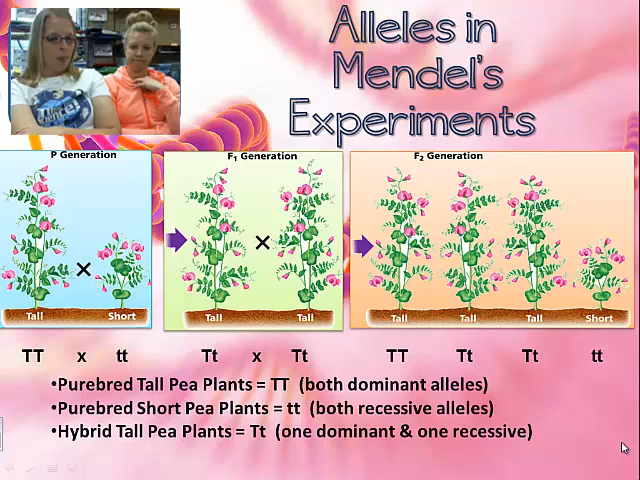 Alleles in
Mendel's
Experiments
P Generation
F₁ Generation
F₂ Generation
Tall Short
Tall Tall
Tall Tall Tall Short
TT x tt Tt x Tt TT Tt Tt tt
•Purebred Tall Pea Plants = TT (both dominant alleles)
•Purebred Short Pea Plants = tt (both recessive alleles)
•Hybrid Tall Pea Plants = Tt (one dominant & one recessive)